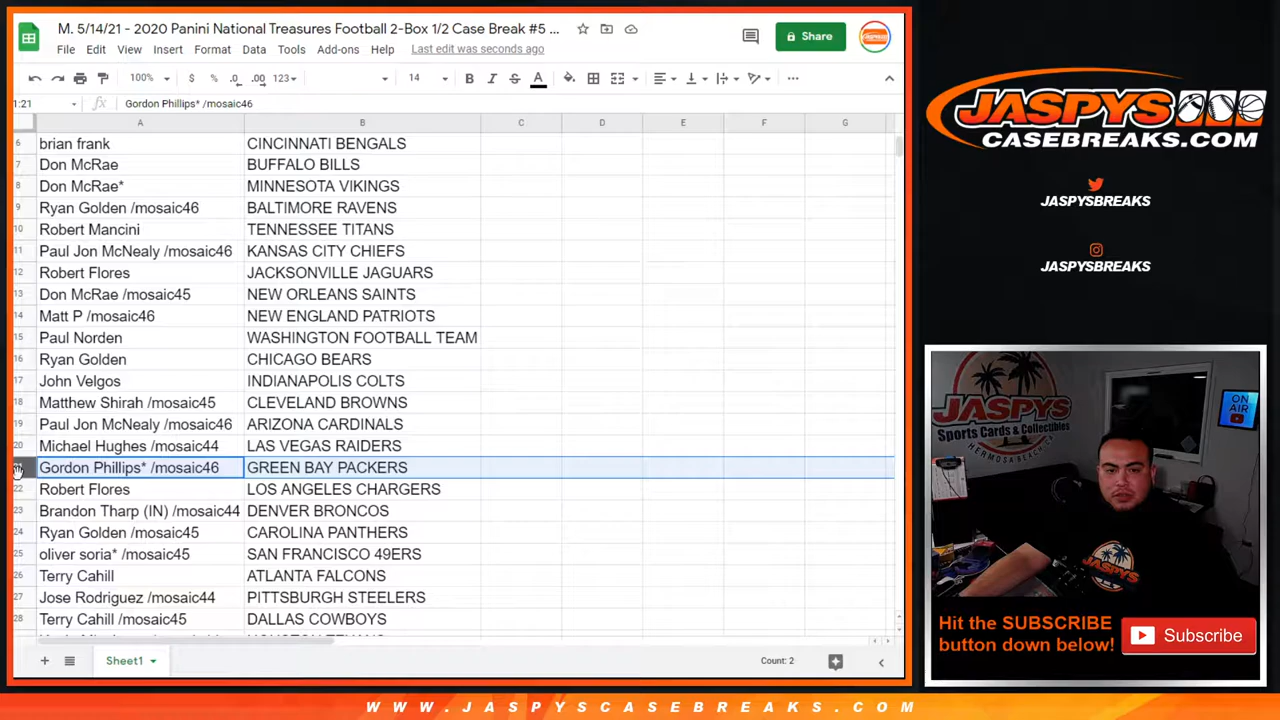 M. 5/14/21 - 2020 Panini National Treasures Football 2-Box 1/2 Case Break #5 ...
File Edit View Insert Format Data Tools Add-ons Help Last edit was seconds ago
Share
100% $ % .0 .00 123 14 B I S A
1:21 fx Gordon Phillips* /mosaic46
A B C D E F G
6 brian frank CINCINNATI BENGALS
7 Don McRae BUFFALO BILLS
8 Don McRae* MINNESOTA VIKINGS
9 Ryan Golden /mosaic46 BALTIMORE RAVENS
10 Robert Mancini TENNESSEE TITANS
11 Paul Jon McNealy /mosaic46 KANSAS CITY CHIEFS
12 Robert Flores JACKSONVILLE JAGUARS
13 Don McRae /mosaic45 NEW ORLEANS SAINTS
14 Matt P /mosaic46 NEW ENGLAND PATRIOTS
15 Paul Norden WASHINGTON FOOTBALL TEAM
16 Ryan Golden CHICAGO BEARS
17 John Velgos INDIANAPOLIS COLTS
18 Matthew Shirah /mosaic45 CLEVELAND BROWNS
19 Paul Jon McNealy /mosaic46 ARIZONA CARDINALS
20 Michael Hughes /mosaic44 LAS VEGAS RAIDERS
Gordon Phillips* /mosaic46 GREEN BAY PACKERS
22 Robert Flores LOS ANGELES CHARGERS
23 Brandon Tharp (IN) /mosaic44 DENVER BRONCOS
24 Ryan Golden /mosaic45 CAROLINA PANTHERS
25 oliver soria* /mosaic45 SAN FRANCISCO 49ERS
26 Terry Cahill ATLANTA FALCONS
27 Jose Rodriguez /mosaic44 PITTSBURGH STEELERS
28 Terry Cahill /mosaic45 DALLAS COWBOYS
Sheet1
Count: 2
JASPYS
CASEBREAKS.COM
JASPYSBREAKS
JASPYSBREAKS
JASPYS
Sports Cards & Collectibles
HERMOSA BEACH
ON AIR
JASPYS
Hit the SUBSCRIBE
button down below!
Subscribe
WWW.JASPYSCASEBREAKS.COM